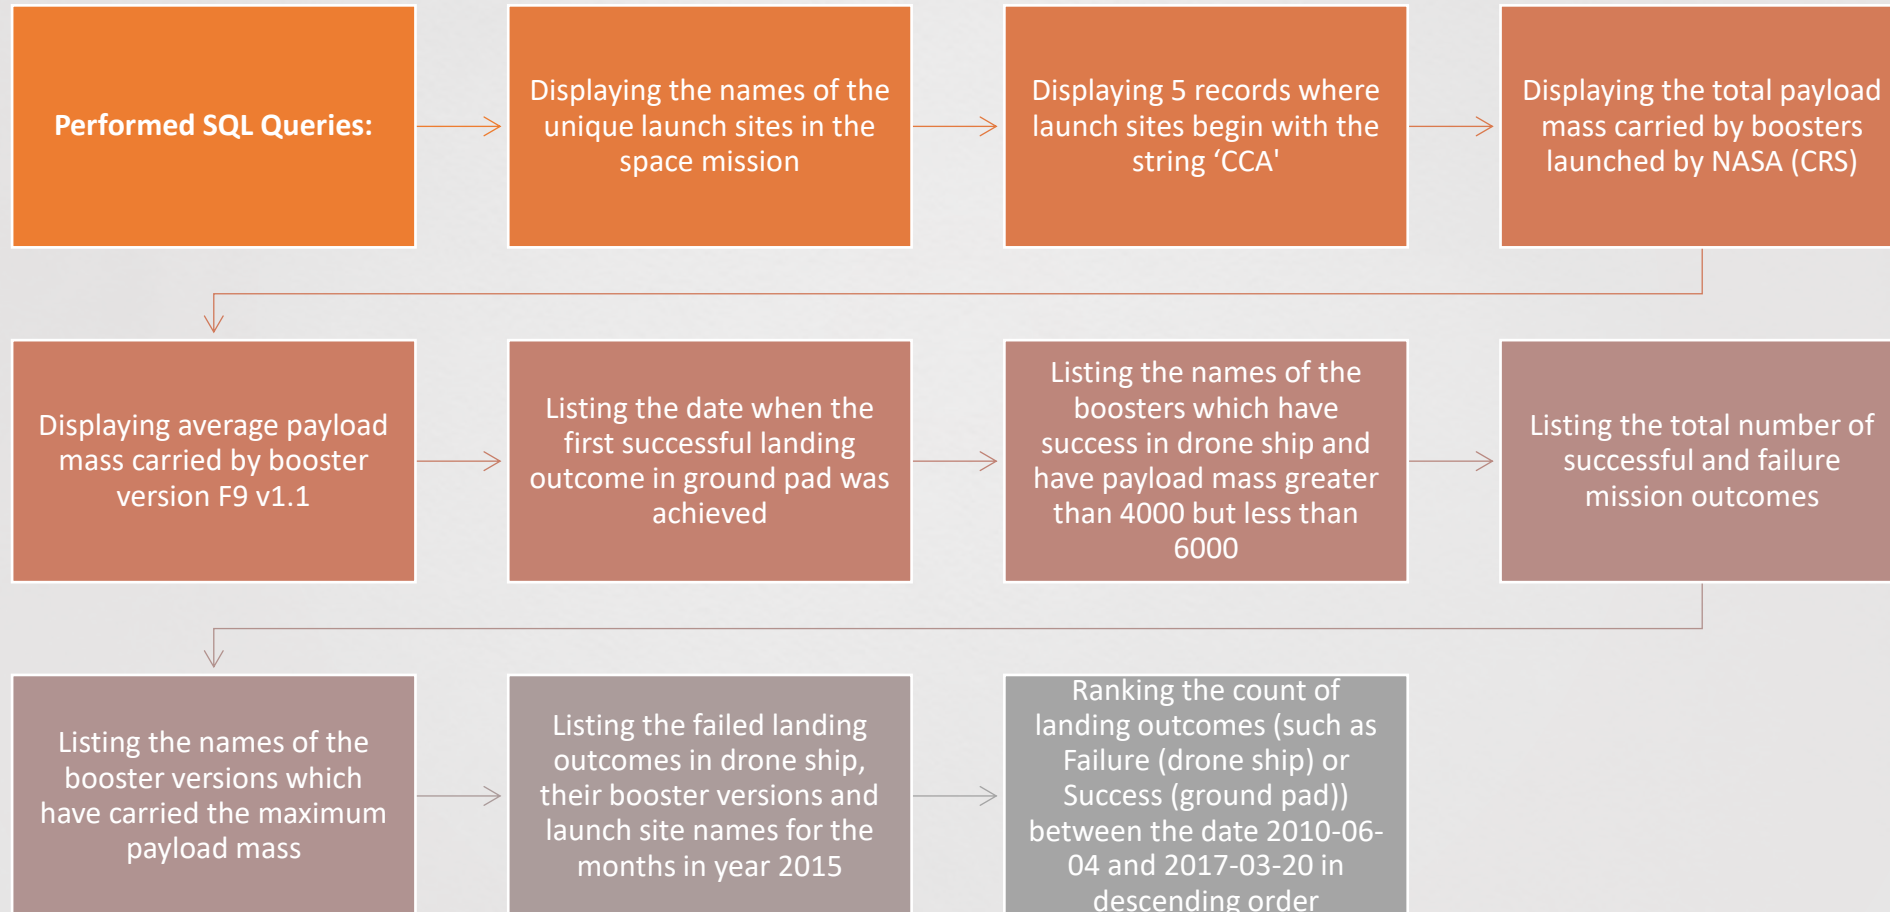 Performed SQL Queries:
Displaying the names of the
unique launch sites in the
space mission
Displaying 5 records where
launch sites begin with the
string ‘CCA'
Displaying the total payload
mass carried by boosters
launched by NASA (CRS)
Displaying average payload
mass carried by booster
version F9 v1.1
Listing the date when the
first successful landing
outcome in ground pad was
achieved
Listing the names of the
boosters which have
success in drone ship and
have payload mass greater
than 4000 but less than
6000
Listing the total number of
successful and failure
mission outcomes
Listing the names of the
booster versions which
have carried the maximum
payload mass
Listing the failed landing
outcomes in drone ship,
their booster versions and
launch site names for the
months in year 2015
Ranking the count of
landing outcomes (such as
Failure (drone ship) or
Success (ground pad))
between the date 2010-06-
04 and 2017-03-20 in
descending order